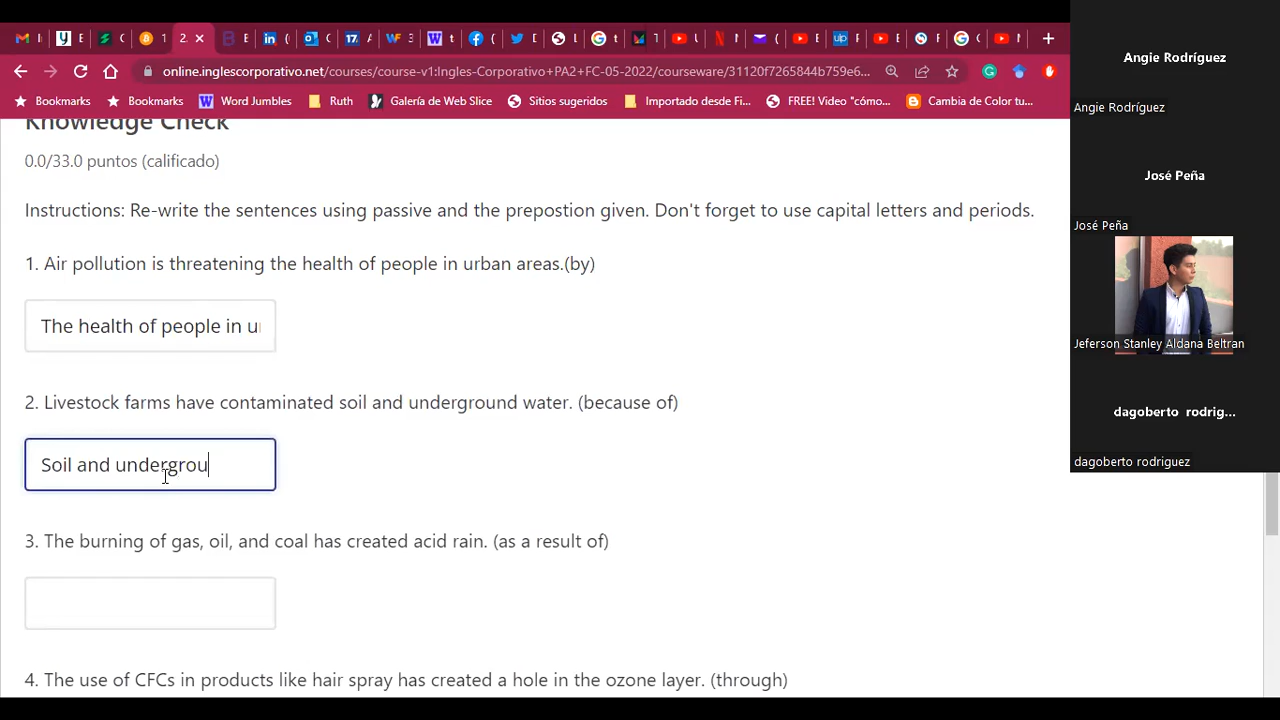 2.
online.inglescorporativo.net/courses/course-v1:Ingles-Corporativo+PA2+FC-05-2022/courseware/31120f7265844b759e6...
Bookmarks Bookmarks Word Jumbles Ruth Galería de Web Slice Sitios sugeridos Importado desde Fi... FREE! Video "cómo... Cambia de Color tu...
Knowledge Check
0.0/33.0 puntos (calificado)
Instructions: Re-write the sentences using passive and the prepostion given. Don't forget to use capital letters and periods.
1. Air pollution is threatening the health of people in urban areas.(by)
The health of people in u
2. Livestock farms have contaminated soil and underground water. (because of)
Soil and undergrou
3. The burning of gas, oil, and coal has created acid rain. (as a result of)
4. The use of CFCs in products like hair spray has created a hole in the ozone layer. (through)
Angie Rodríguez
Angie Rodríguez
José Peña
José Peña
Jeferson Stanley Aldana Beltran
dagoberto rodrig...
dagoberto rodriguez